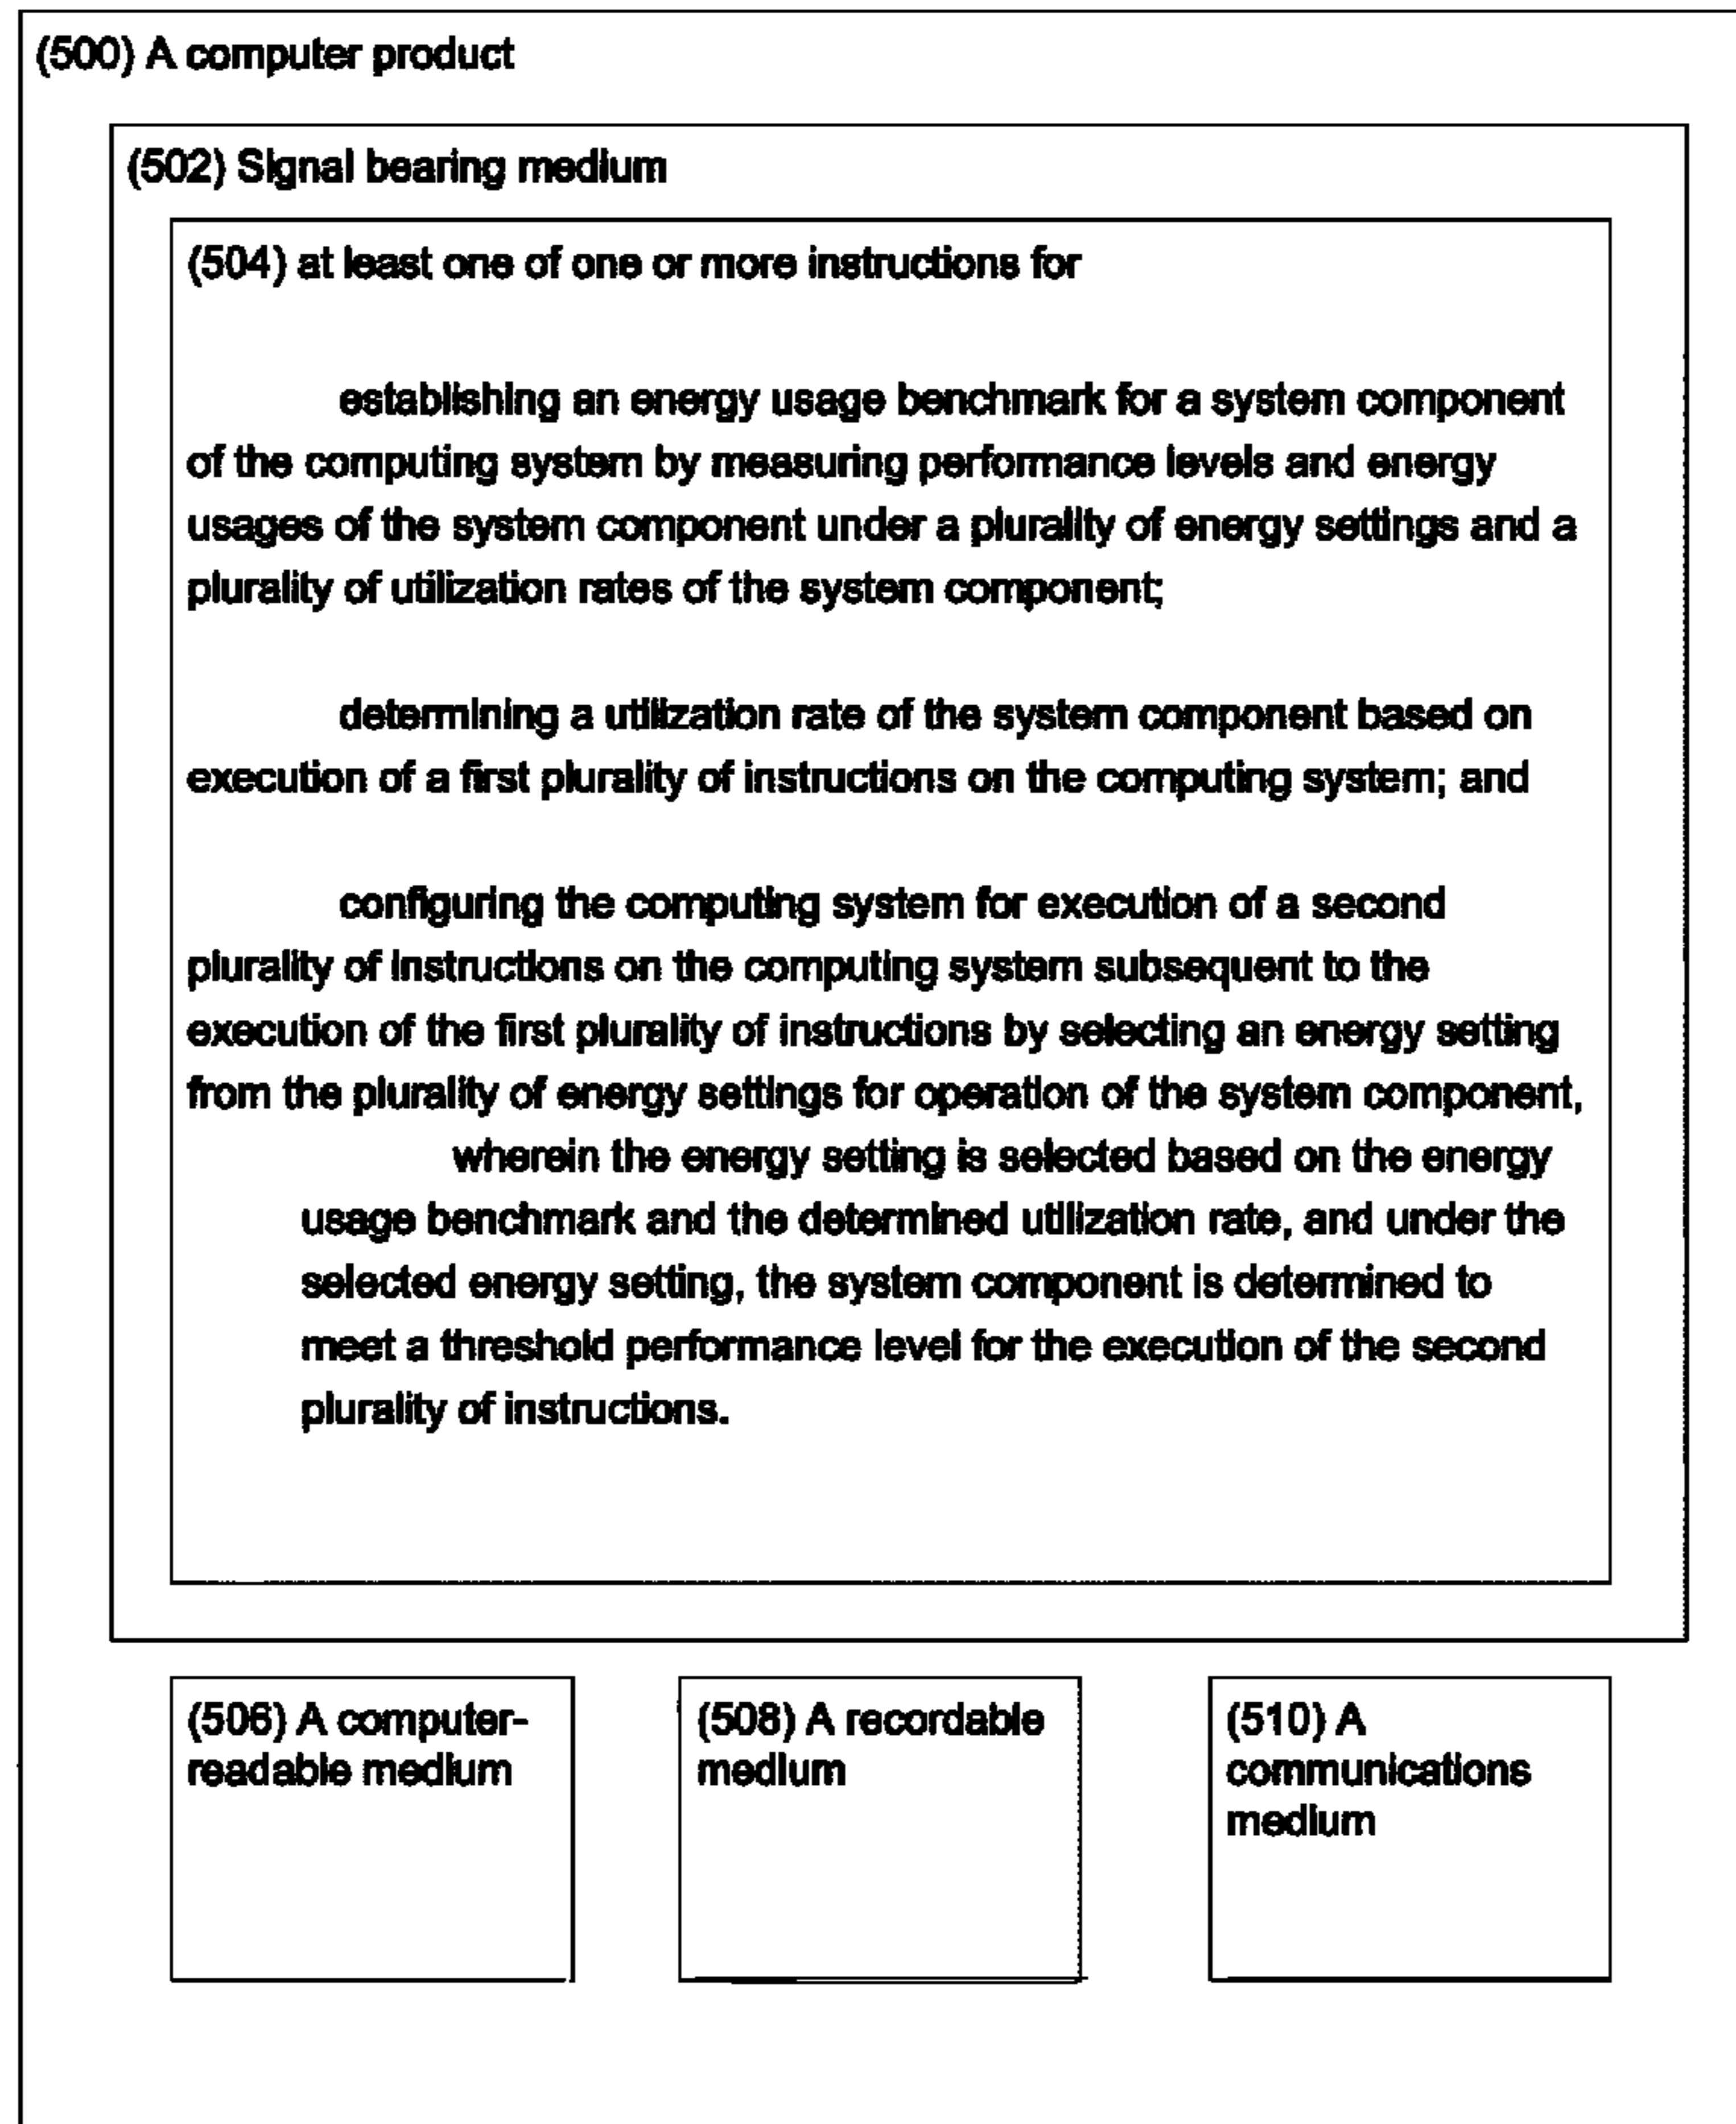 (500) A computer product
(502) Signal bearing medium
(504) at least one of one or more instructions for
establishing an energy usage benchmark for a system component
of the computing system by measuring performance levels and energy
usages of the system component under a plurality of energy settings and a
plurality of utilization rates of the system component;
determining a utilization rate of the system component based on
execution of a first plurality of instructions on the computing system; and
configuring the computing system for execution of a second
plurality of instructions on the computing system subsequent to the
execution of the first plurality of instructions by selecting an energy setting
from the plurality of energy settings for operation of the system component,
wherein the energy setting is selected based on the energy
usage benchmark and the determined utilization rate, and under the
selected energy setting, the system component is determined to
meet a threshold performance level for the execution of the second
plurality of instructions.
(506) A computer-
readable medium
(508) A recordable
medium
(510) A
communications
medium